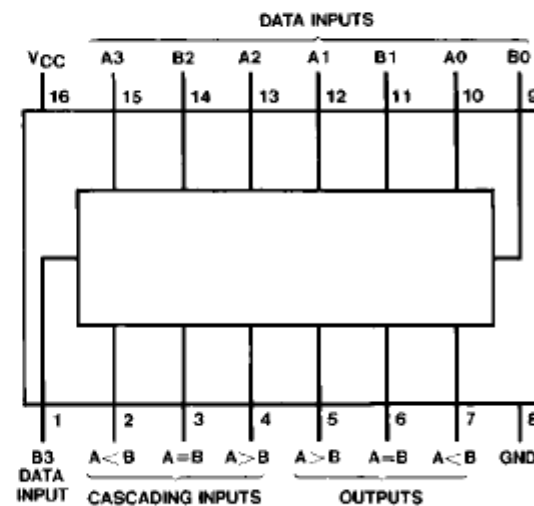 DATA INPUTS
VCC A3 B2 A2 A1 B1 A0 B0
16 15 14 13 12 11 10 9
1 2 3 4 5 6 7 8
B3 A<B A=B A>B A>B A=B A<B GND
DATA
INPUT CASCADING INPUTS OUTPUTS